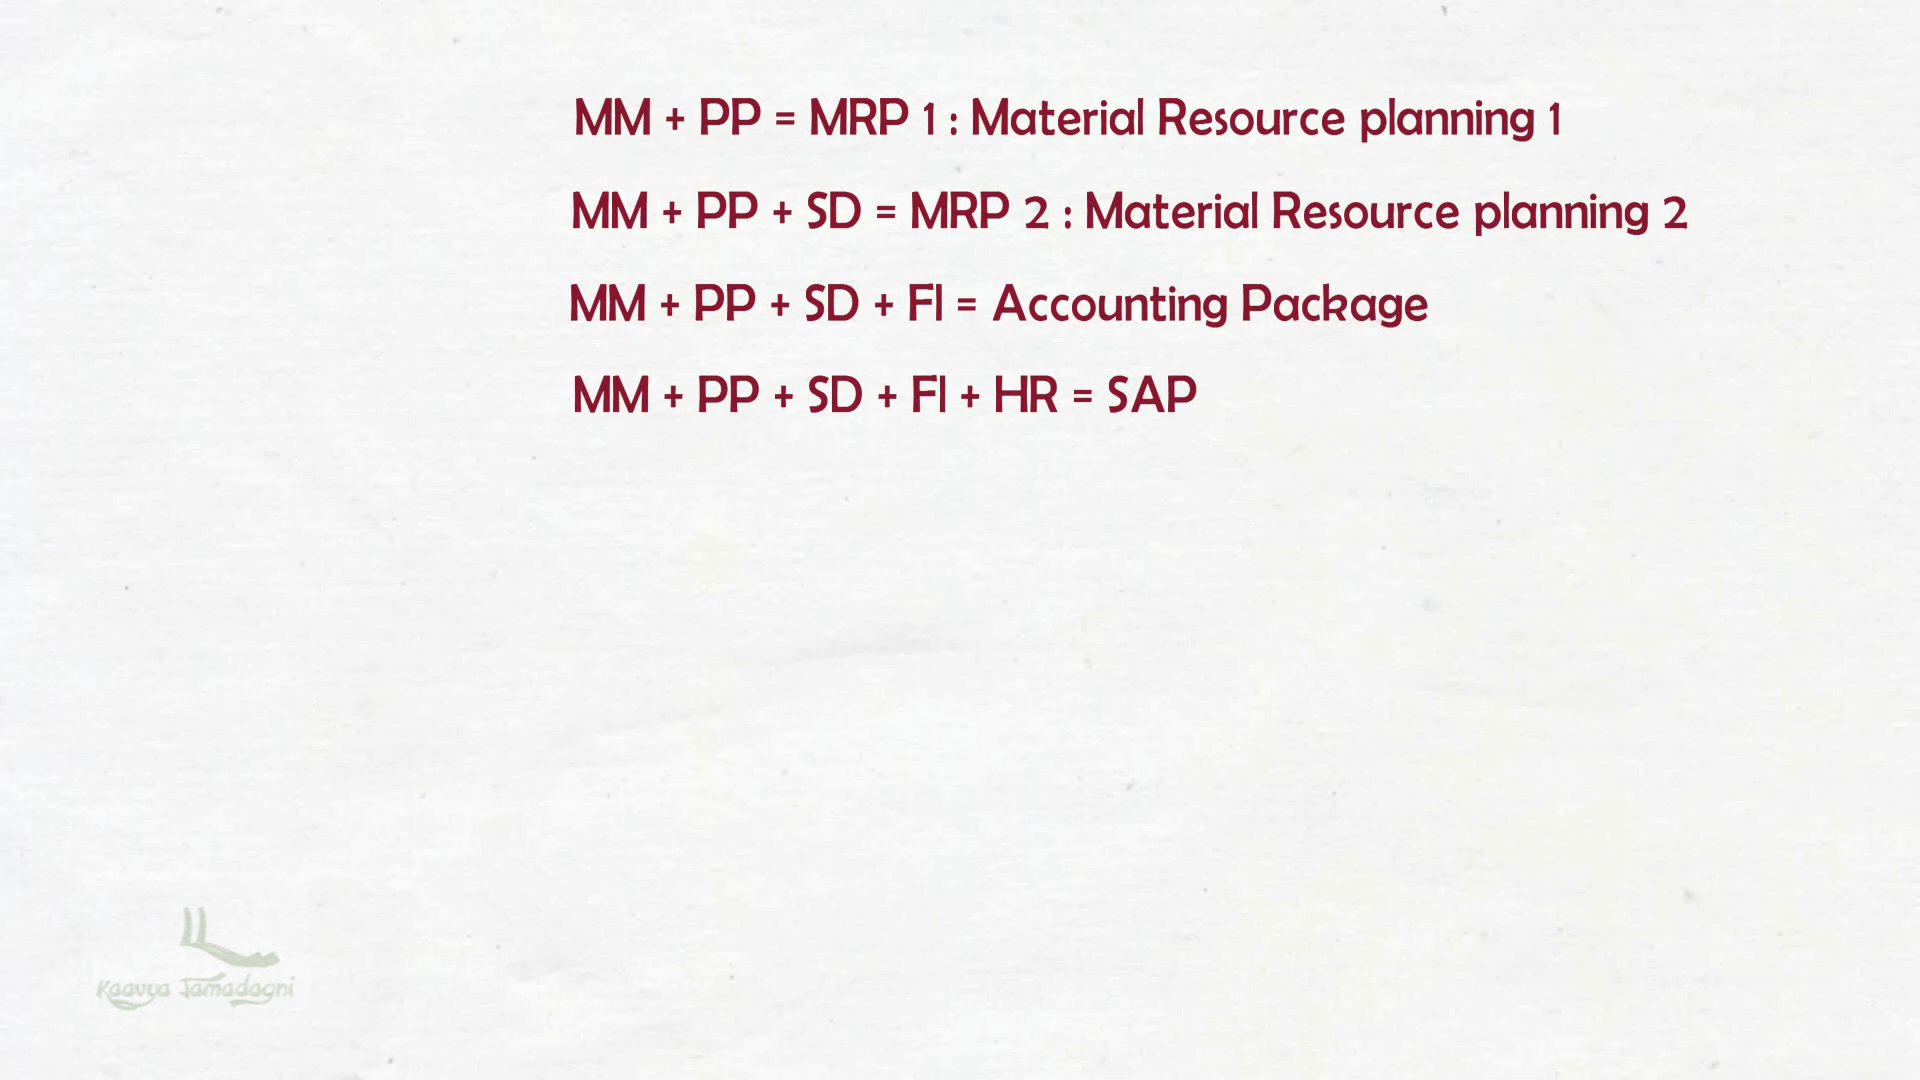 MM + PP = MRP 1 : Material Resource planning 1
MM + PP + SD = MRP 2 : Material Resource planning 2
MM + PP + SD + FI = Accounting Package
MM + PP + SD + FI + HR = SAP
Kaavya Jamadagni